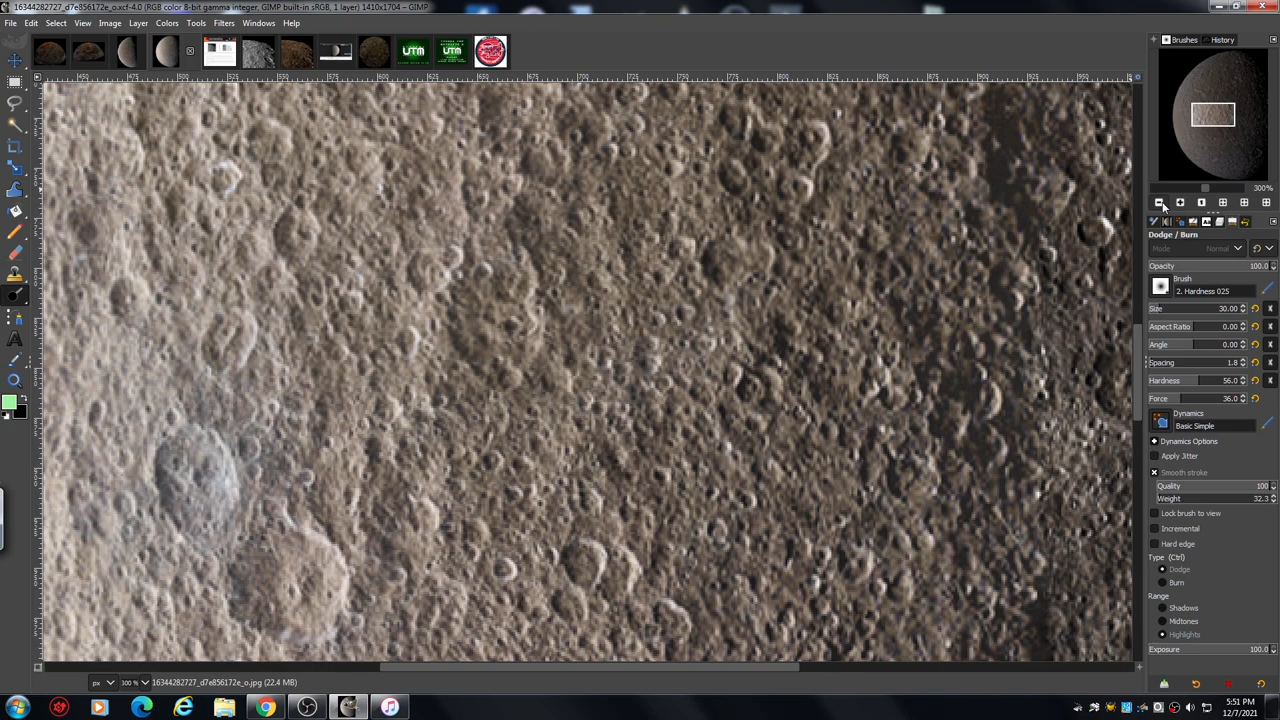 16344282727_d7e856172e_o.xcf-4.0 (RGB color 8-bit gamma integer, GIMP built-in sRGB, 1 layer) 1410x1704 – GIMP
File Edit Select View Image Layer Colors Tools Filters Windows Help
UTM
UTM
Brushes History
300%
Dodge / Burn
Mode Normal
Opacity 100.0
Brush
2. Hardness 025
Size 30.00
Aspect Ratio 0.00
Angle 0.00
Spacing 1.8
Hardness 56.0
Force 36.0
Dynamics
Basic Simple
Dynamics Options
Apply Jitter
Smooth stroke
Quality 100
Weight 32.3
Lock brush to view
Incremental
Hard edge
Type (Ctrl)
Dodge
Burn
Range
Shadows
Midtones
Highlights
Exposure 100.0
px 300 % 16344282727_d7e856172e_o.jpg (22.4 MB)
5:51 PM
12/7/2021